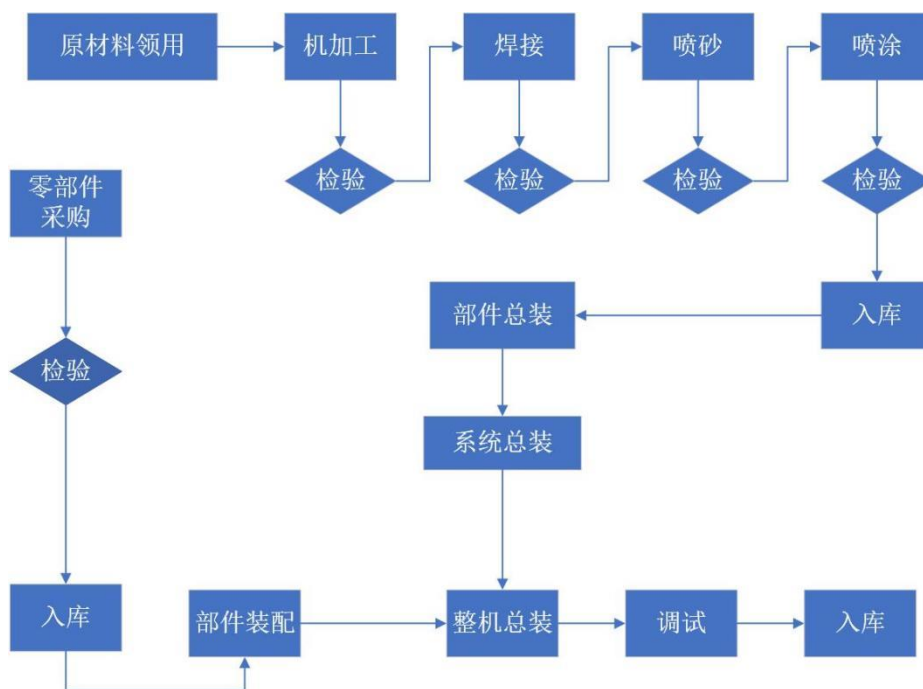 原材料领用
机加工
焊接
喷砂
喷涂
检验
检验
检验
检验
零部件
采购
部件总装
入库
检验
系统总装
入库
部件装配
整机总装
调试
入库